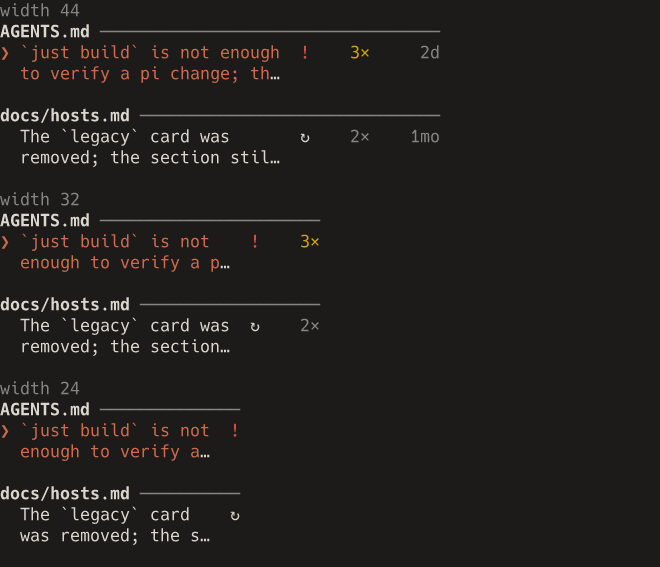 width 44
AGENTS.md ──────────────────────────────────
❯ `just build` is not enough  !    3×     2d
  to verify a pi change; th…

docs/hosts.md ──────────────────────────────
  The `legacy` card was       ↻    2×    1mo
  removed; the section stil…

width 32
AGENTS.md ──────────────────────
❯ `just build` is not    !    3×
  enough to verify a p…

docs/hosts.md ──────────────────
  The `legacy` card was  ↻    2×
  removed; the section…

width 24
AGENTS.md ──────────────
❯ `just build` is not  !
  enough to verify a…

docs/hosts.md ──────────
  The `legacy` card    ↻
  was removed; the s…